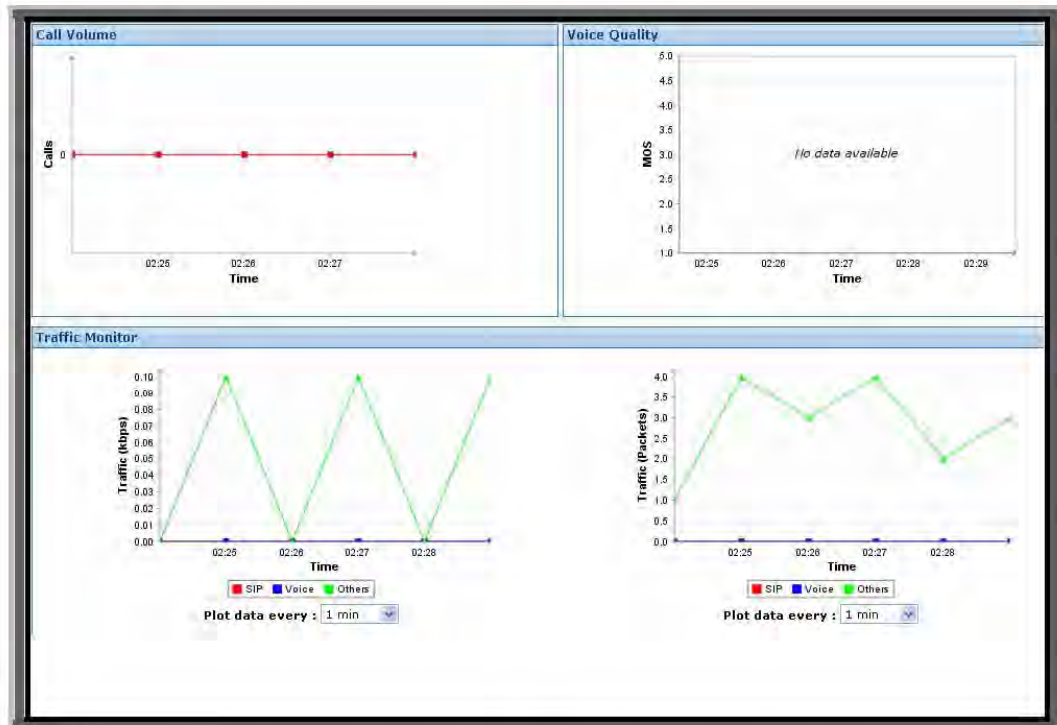 Call Volume
Calls
0
02:25 02:26 02:27
Time
Voice Quality
5.0
4.5
4.0
3.5
MOS
3.0
2.5
2.0
1.5
1.0
No data available
02:25 02:26 02:27 02:28 02:29
Time
Traffic Monitor
0.10
0.09
0.08
0.07
Traffic (kbps)
0.06
0.05
0.04
0.03
0.02
0.01
0.00
02:25 02:26 02:27 02:28
Time
SIP Voice Others
Plot data every : 1 min
4.0
3.5
3.0
Traffic (Packets)
2.5
2.0
1.5
1.0
0.5
0.0
02:25 02:26 02:27 02:28
Time
SIP Voice Others
Plot data every : 1 min